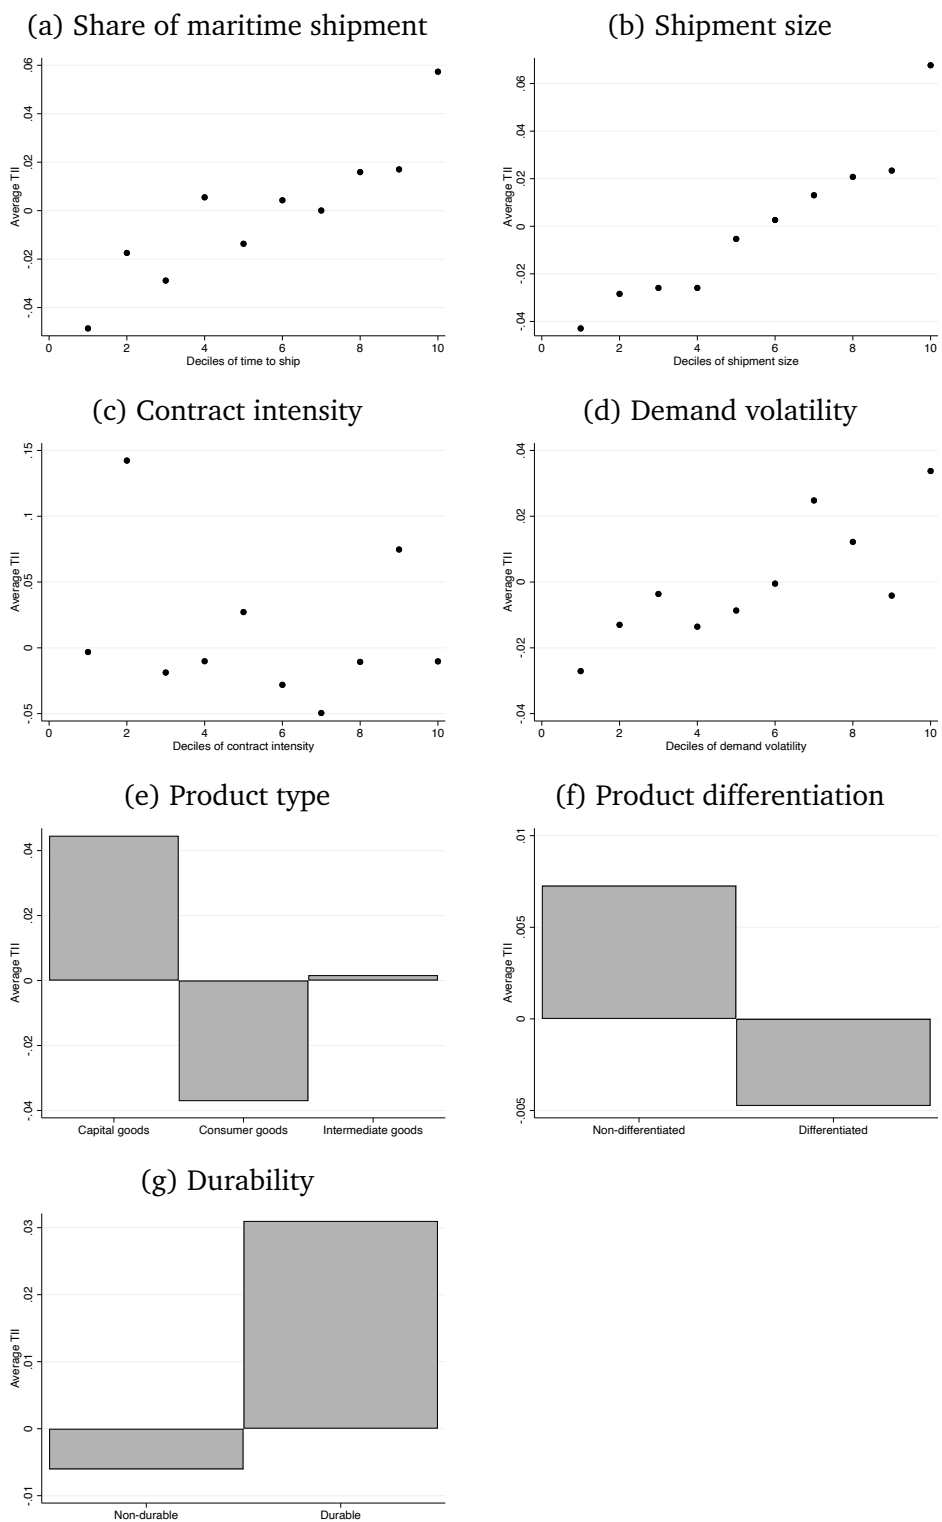 (a) Share of maritime shipment
Average TII
.06
.04
.02
0
-.02
-.04
0 2 4 6 8 10
Deciles of time to ship
(b) Shipment size
Average TII
.06
.04
.02
0
-.02
-.04
0 2 4 6 8 10
Deciles of shipment size
(c) Contract intensity
Average TII
.15
.1
.05
0
-.05
0 2 4 6 8 10
Deciles of contract intensity
(d) Demand volatility
Average TII
.04
.02
0
-.02
-.04
0 2 4 6 8 10
Deciles of demand volatility
(e) Product type
Average TII
.04
.02
0
-.02
-.04
Capital goods Consumer goods Intermediate goods
(f) Product differentiation
Average TII
.01
.005
0
-.005
Non-differentiated Differentiated
(g) Durability
Average TII
.03
.02
.01
0
-.01
Non-durable Durable